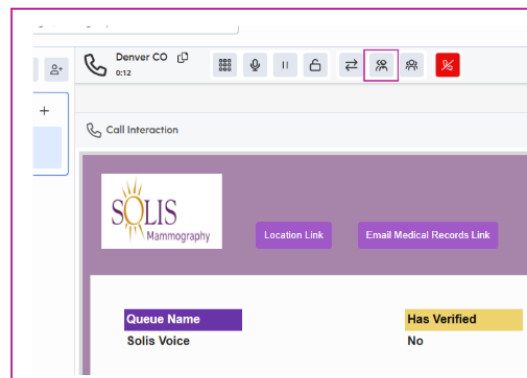 Denver CO
0:12
+
Call Interaction
SOLIS
Mammography
Location Link
Email Medical Records Link
Queue Name
Has Verified
Solis Voice
No